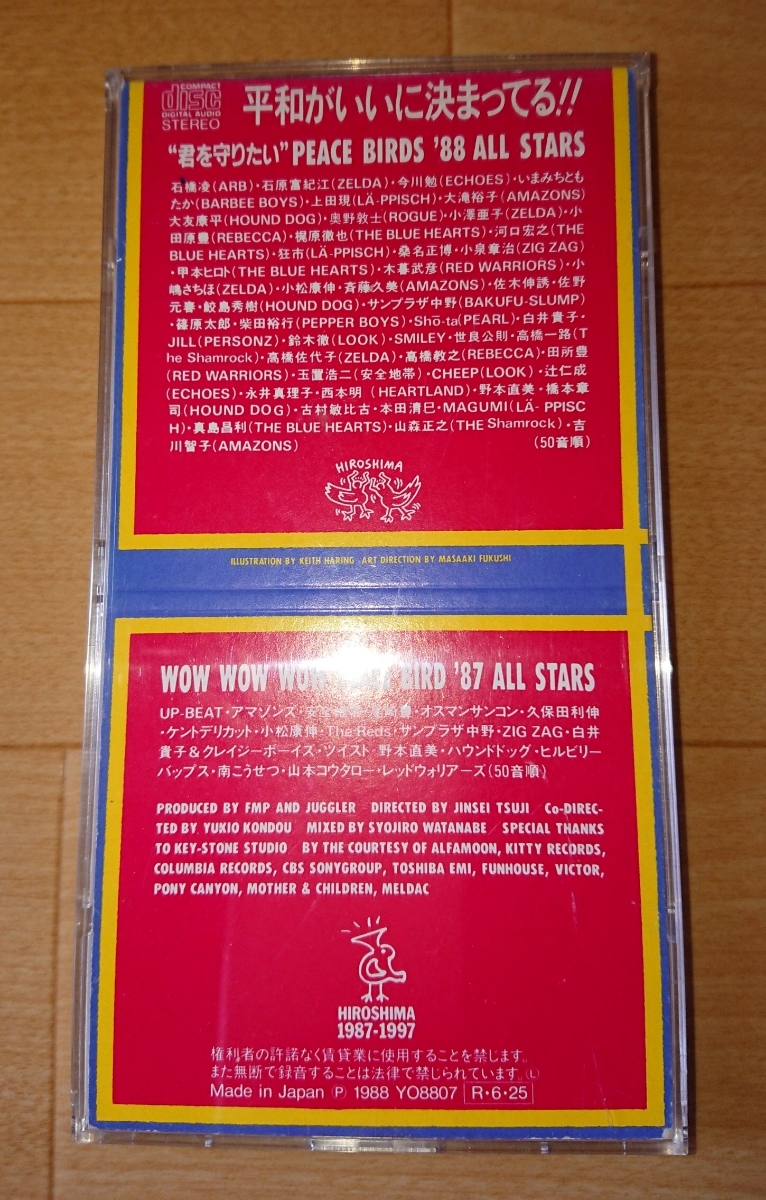 COMPACT
disc
DIGITAL AUDIO
STEREO
平和がいいに決まってる!!
“君を守りたい” PEACE BIRDS '88 ALL STARS
石橋凌(ARB)・石原富紀江(ZELDA)・今川勉(ECHOES)・いまみちとも
たか(BARBEE BOYS)・上田現(LÄ-PPISCH)・大滝裕子(AMAZONS)
大友康平(HOUND DOG)・奥野敦士(ROGUE)・小澤亜子(ZELDA)・小
田原豊(REBECCA)・梶原徹也(THE BLUE HEARTS)・河口宏之(THE
BLUE HEARTS)・狂市(LÄ-PPISCH)・桑名正博・小泉章治(ZIG ZAG)
・甲本ヒロト(THE BLUE HEARTS)・木暮武彦(RED WARRIORS)・小
嶋さちほ(ZELDA)・小松康伸・斉藤久美(AMAZONS)・佐木伸誘・佐野
元春・鮫島秀樹(HOUND DOG)・サンプラザ中野(BAKUFU-SLUMP)
・篠原太郎・柴田裕行(PEPPER BOYS)・Shō-ta(PEARL)・白井貴子・
JILL(PERSONZ)・鈴木徹(LOOK)・SMILEY・世良公則・高橋一路(T
he Shamrock)・高橋佐代子(ZELDA)・高橋教之(REBECCA)・田所豊
(RED WARRIORS)・玉置浩二(安全地帯)・CHEEP(LOOK)・辻仁成
(ECHOES)・永井真理子・西本明(HEARTLAND)・野本直美・橋本章
司(HOUND DOG)・古村敏比古・本田清巳・MAGUMI(LÄ-PPISC
H)・真島昌利(THE BLUE HEARTS)・山森正之(THE Shamrock)・吉
川智子(AMAZONS) (50音順)
HIROSHIMA
ILLUSTRATION BY KEITH HARING ART DIRECTION BY MASAAKI FUKUSHI
WOW WOW WOW BIRD '87 ALL STARS
UP-BEAT・アマゾンズ・オスマンサンコン・久保田利伸
・ケントデリカット・小松康伸・The Reds・サンプラザ中野・ZIG ZAG・白井
貴子&クレイジーボーイズ・ツイスト・野本直美・ハウンドドッグ・ヒルビリー
バップス・南こうせつ・山本コウタロー・レッドウォリアーズ(50音順)
PRODUCED BY FMP AND JUGGLER DIRECTED BY JINSEI TSUJI / CO-DIREC-
TED BY YUKIO KONDOU MIXED BY SYOJIRO WATANABE / SPECIAL THANKS
TO KEY-STONE STUDIO / BY THE COURTESY OF ALFAMOON, KITTY RECORDS,
COLUMBIA RECORDS, CBS SONYGROUP, TOSHIBA EMI, FUNHOUSE, VICTOR,
PONY CANYON, MOTHER & CHILDREN, MELDAC
HIROSHIMA
1987-1997
権利者の許諾なく賃貸業に使用することを禁じます。
また無断で録音することは法律で禁じられています。Ⓛ
Made in Japan Ⓟ 1988 YO8807 R・6・25